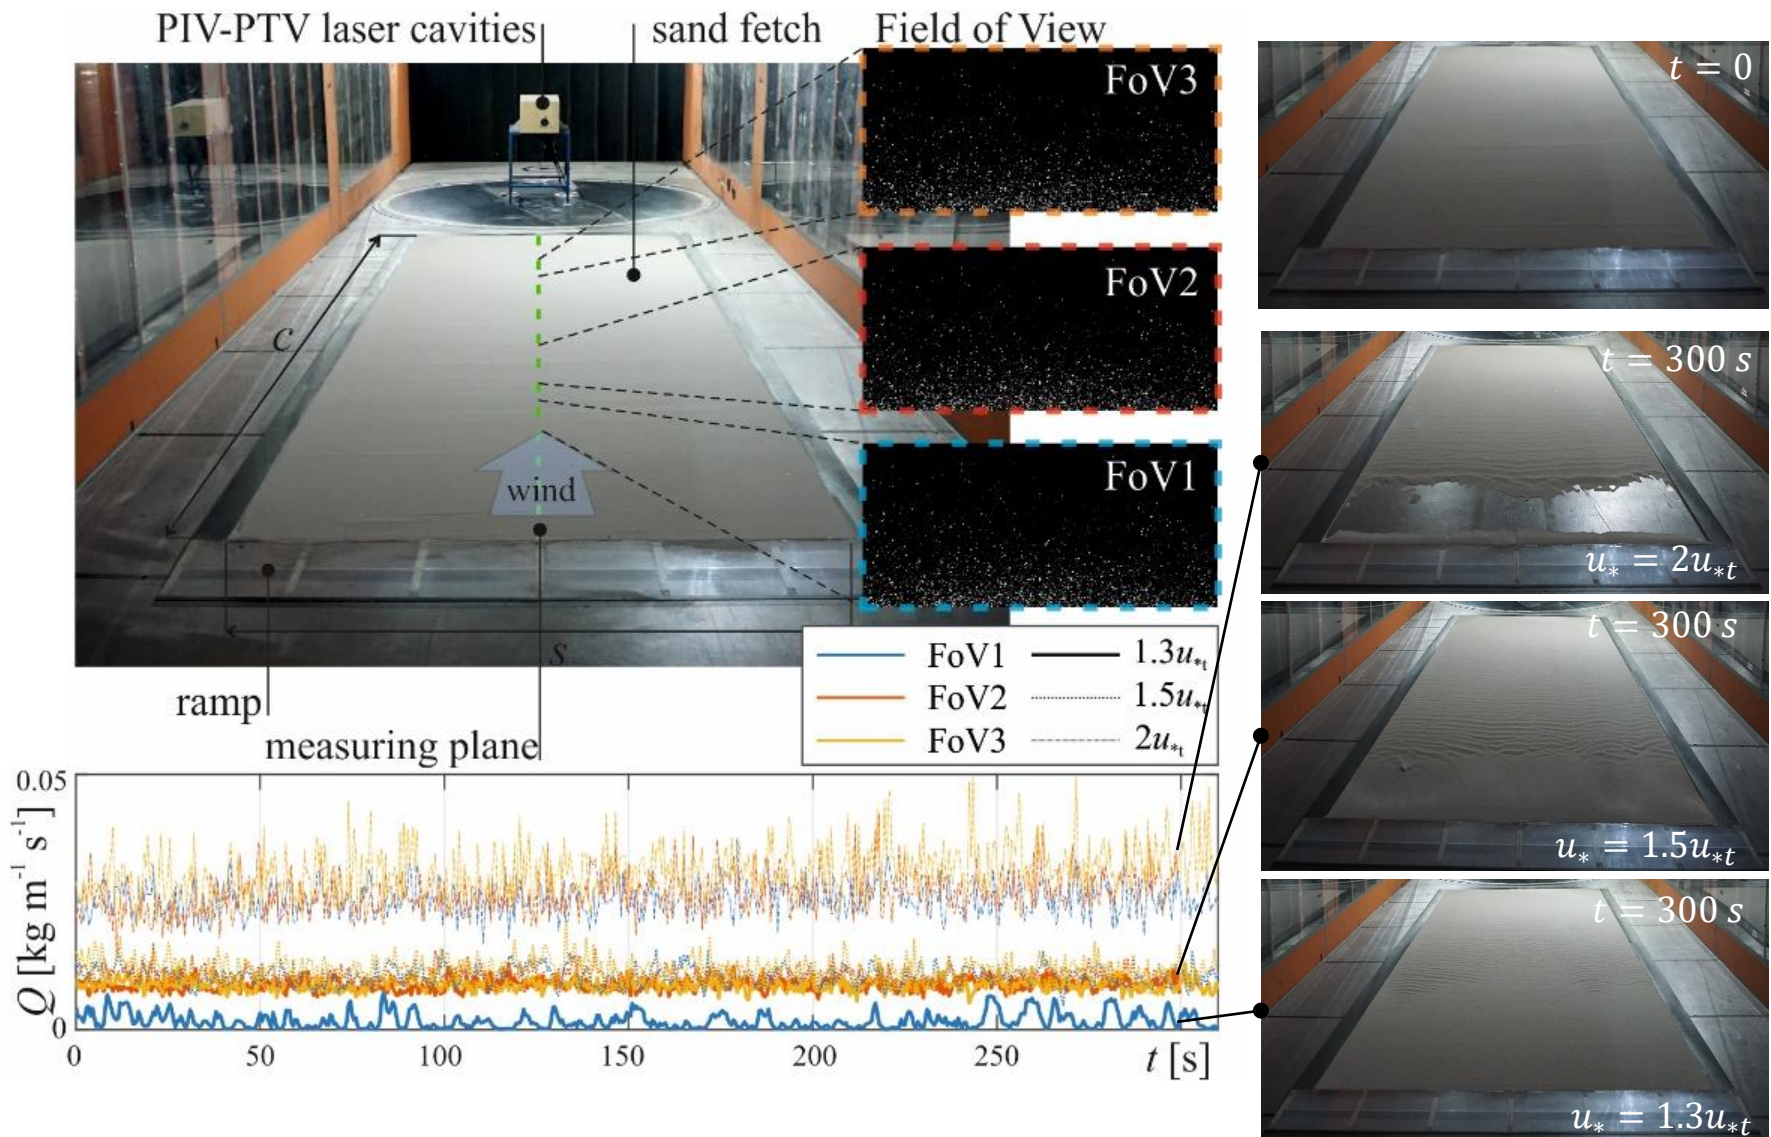 PIV-PTV laser cavities
sand fetch
Field of View
FoV3
FoV2
FoV1
c
wind
s
ramp
measuring plane
FoV1
FoV2
FoV3
1.3u*t
1.5u*t
2u*t
0.05
Q [kg m⁻¹ s⁻¹]
0
0
50
100
150
200
250
t [s]
t = 0
t = 300 s
u* = 2u*t
t = 300 s
u* = 1.5u*t
t = 300 s
u* = 1.3u*t